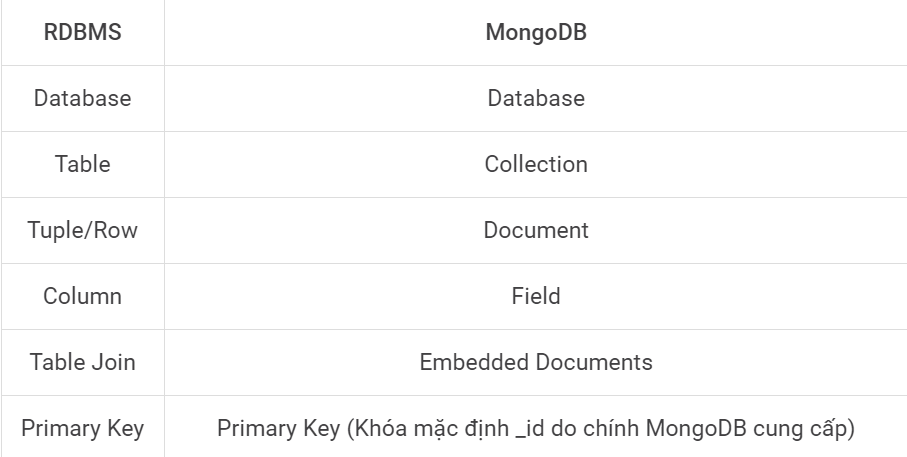 RDBMS MongoDB
Database Database
Table Collection
Tuple/Row Document
Column Field
Table Join Embedded Documents
Primary Key Primary Key (Khóa mặc định _id do chính MongoDB cung cấp)